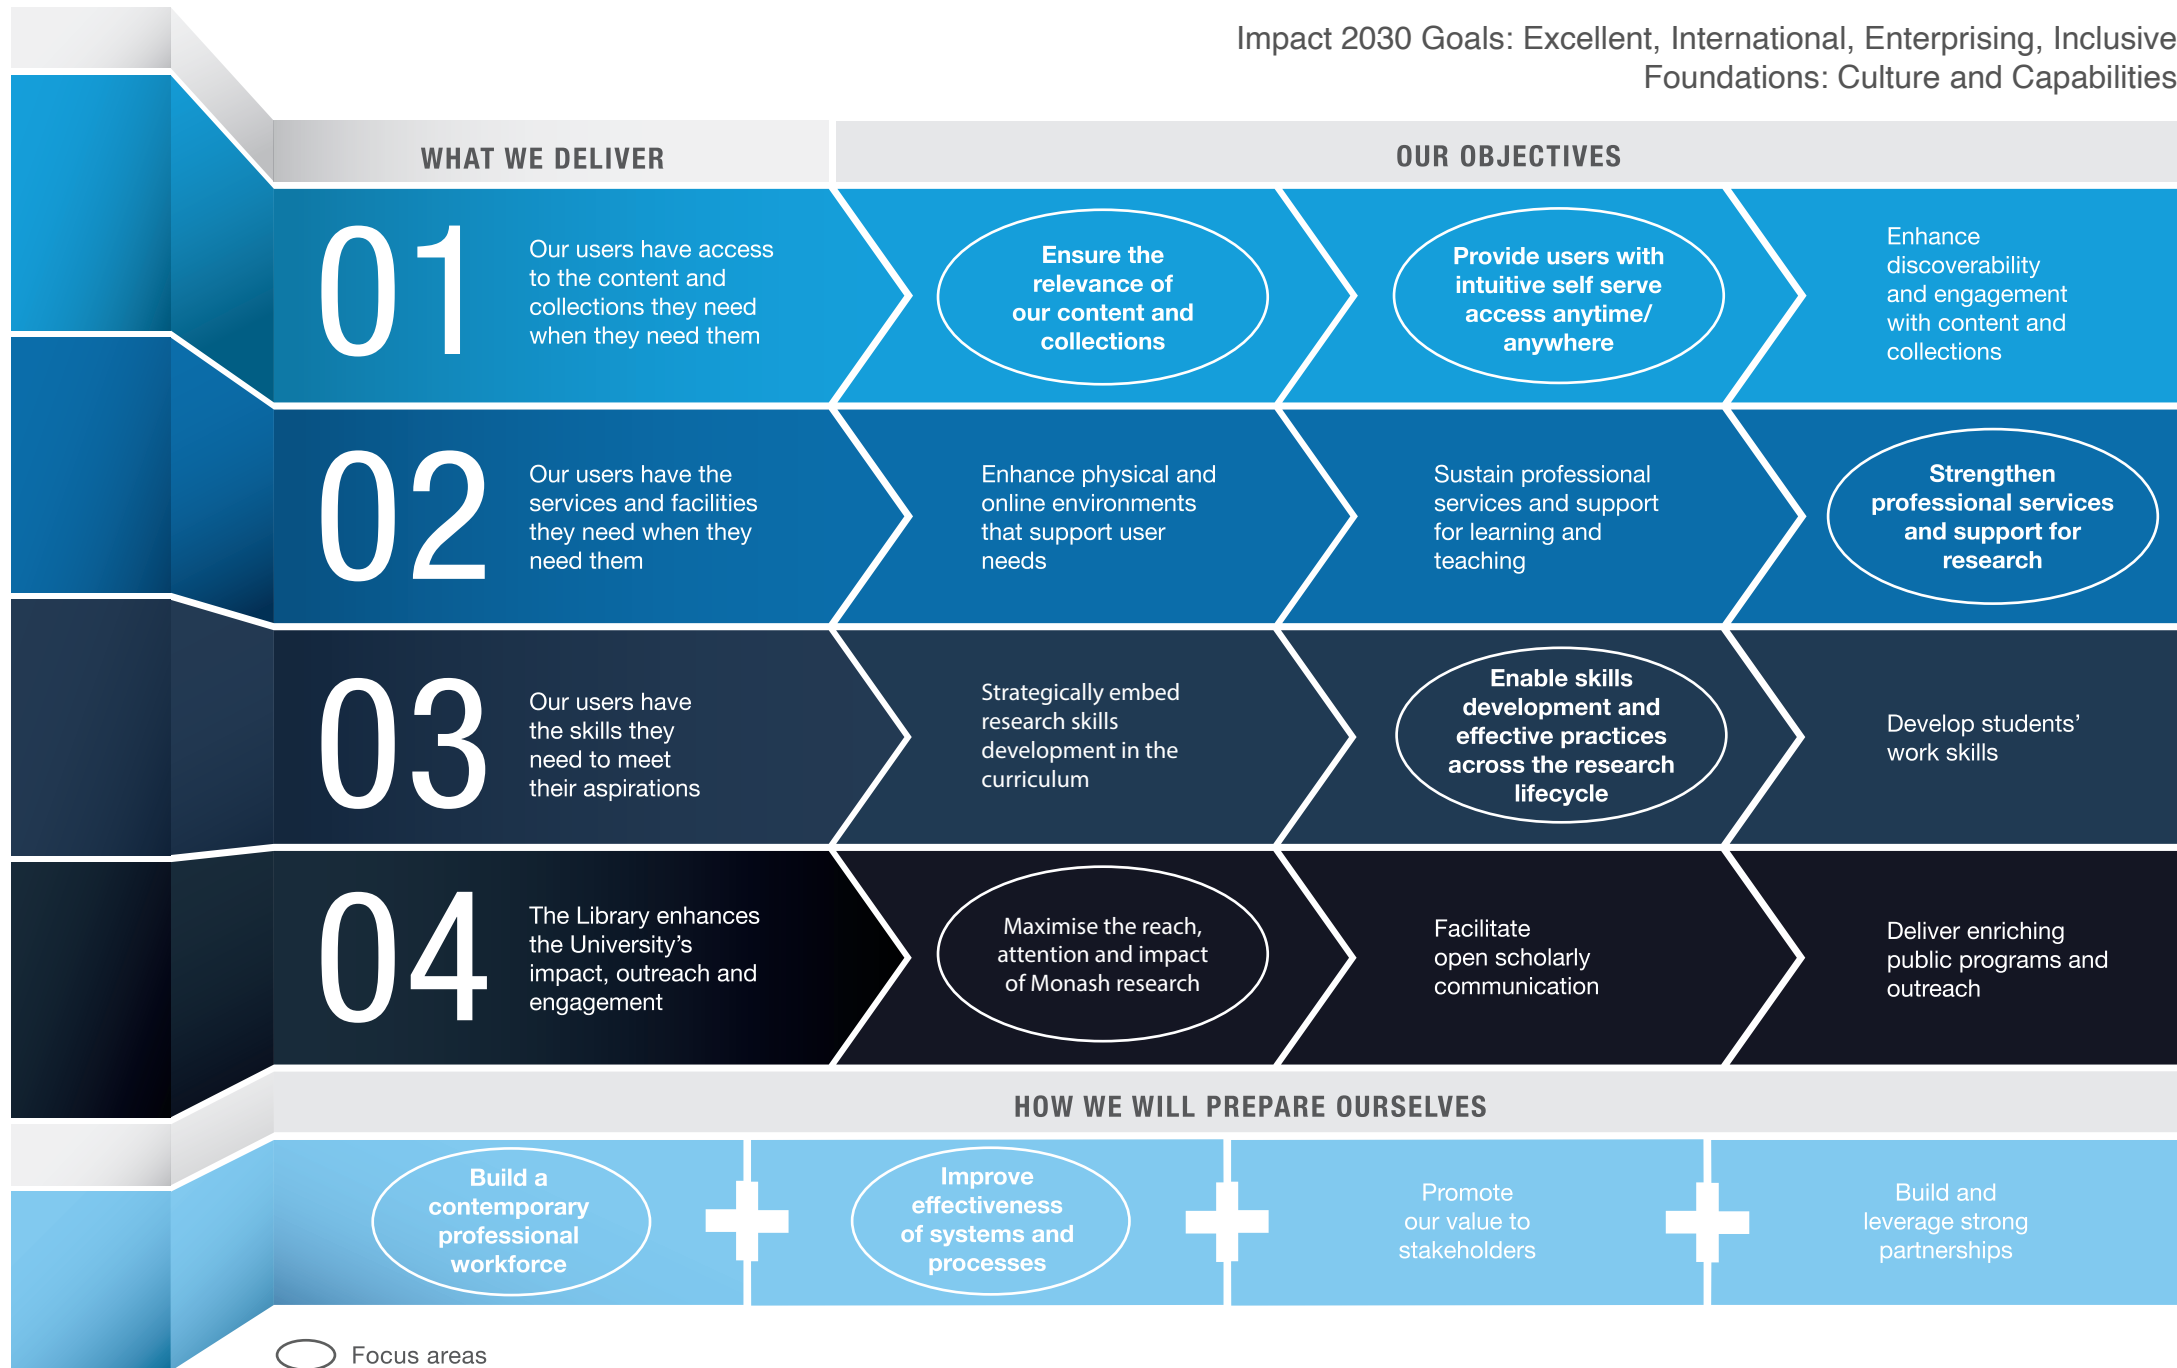 Impact 2030 Goals: Excellent, International, Enterprising, Inclusive
Foundations: Culture and Capabilities
WHAT WE DELIVER
OUR OBJECTIVES
01
Our users have access
to the content and
collections they need
when they need them
Ensure the
relevance of
our content and
collections
Provide users with
intuitive self serve
access anytime/
anywhere
Enhance
discoverability
and engagement
with content and
collections
02
Our users have the
services and facilities
they need when they
need them
Enhance physical and
online environments
that support user
needs
Sustain professional
services and support
for learning and
teaching
Strengthen
professional services
and support for
research
03
Our users have
the skills they
need to meet
their aspirations
Strategically embed
research skills
development in the
curriculum
Enable skills
development and
effective practices
across the research
lifecycle
Develop students’
work skills
04
The Library enhances
the University’s
impact, outreach and
engagement
Maximise the reach,
attention and impact
of Monash research
Facilitate
open scholarly
communication
Deliver enriching
public programs and
outreach
HOW WE WILL PREPARE OURSELVES
Build a
contemporary
professional
workforce
Improve
effectiveness
of systems and
processes
Promote
our value to
stakeholders
Build and
leverage strong
partnerships
Focus areas